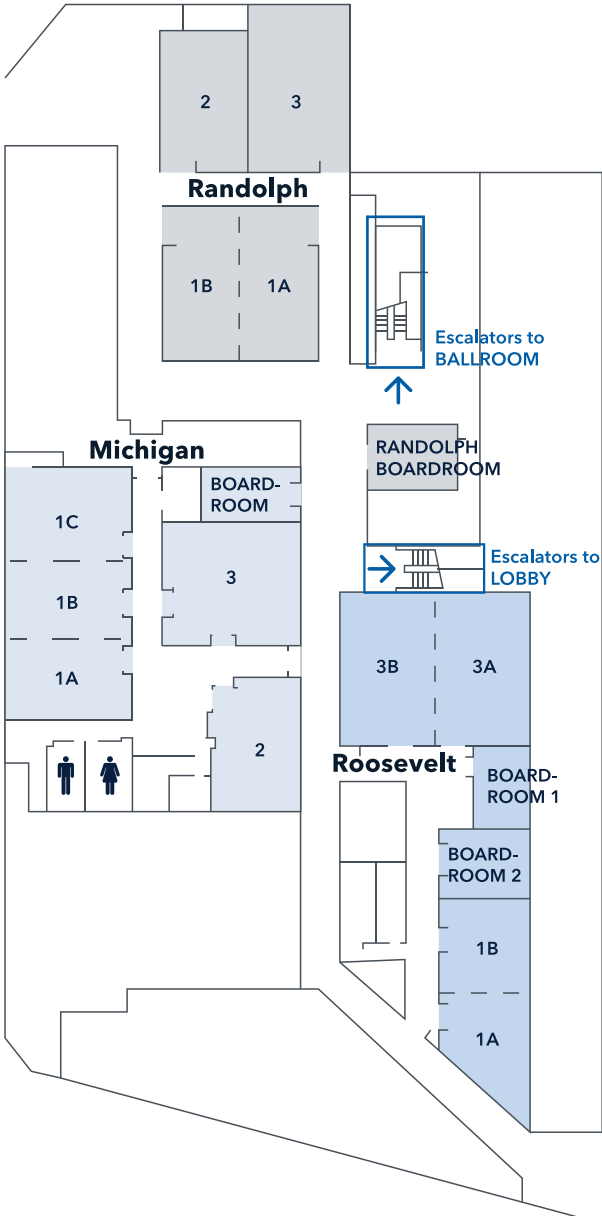 2
3
Randolph
1B
1A
Escalators to
BALLROOM
RANDOLPH
BOARDROOM
Michigan
BOARD-
ROOM
1C
3
1B
1A
2
Escalators to
LOBBY
3B
3A
Roosevelt
BOARD-
ROOM 1
BOARD-
ROOM 2
1B
1A